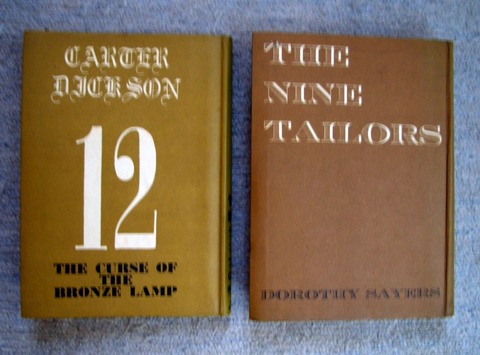 CARTER
DICKSON
12
THE CURSE OF
THE
BRONZE LAMP
THE
NINE
TAILORS
DOROTHY SAYERS